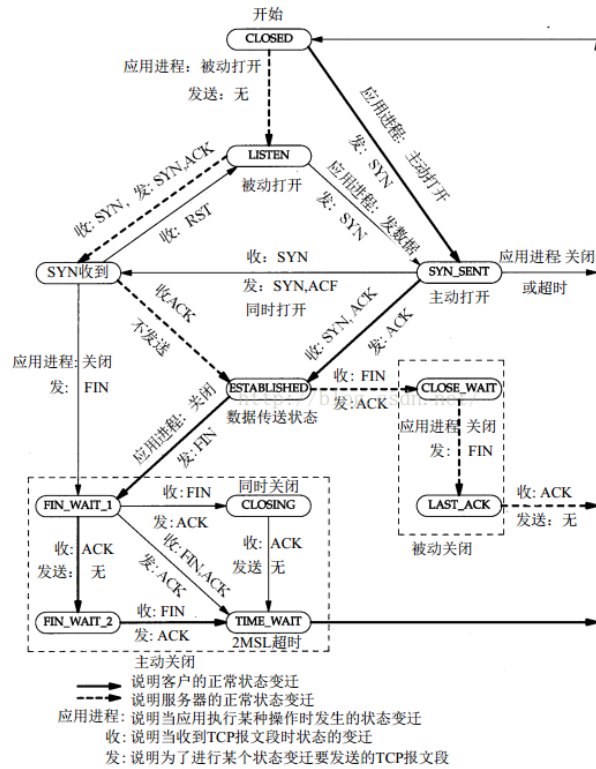 开始
CLOSED
应用进程：被动打开
发送：无
应用进程：主动打开
发：SYN
LISTEN
被动打开
收：SYN，发：SYN,ACK
收：RST
应用进程：发数据
发：SYN
SYN收到
收：SYN
发：SYN,ACF
同时打开
SYN_SENT
主动打开
应用进程 关闭
或超时
收ACK
不发送
收：SYN, ACK
发：ACK
应用进程：关闭
发：FIN
ESTABLISHED
数据传送状态
收：FIN
发：ACK
CLOSE_WAIT
应用进程 关闭
发：FIN
LAST_ACK
被动关闭
收：ACK
发送：无
应用进程：关闭
发：FIN
FIN_WAIT_1
收：FIN
发：ACK
同时关闭
CLOSING
收：ACK
发送：无
收：FIN,ACK
发：ACK
收：ACK
发送 无
FIN_WAIT_2
收：FIN
发：ACK
TIME_WAIT
2MSL超时
主动关闭
说明客户的正常状态变迁
说明服务器的正常状态变迁
应用进程：说明当应用执行某种操作时发生的状态变迁
收：说明当收到TCP报文段时状态的变迁
发：说明为了进行某个状态变迁要发送的TCP报文段